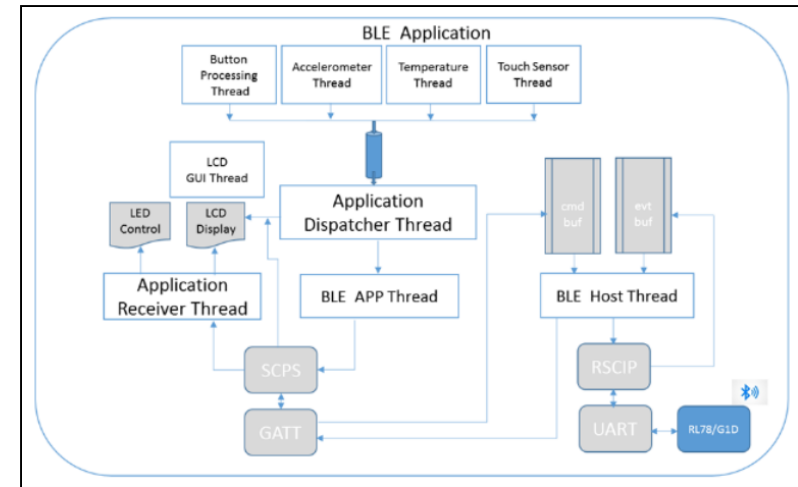 BLE Application
Button
Processing
Thread
Accelerometer
Thread
Temperature
Thread
Touch Sensor
Thread
LCD
GUI Thread
LED
Control
LCD
Display
Application
Dispatcher Thread
cmd
buf
evt
buf
Application
Receiver Thread
BLE APP Thread
BLE Host Thread
SCPS
RSCIP
GATT
UART
RL78/G1D